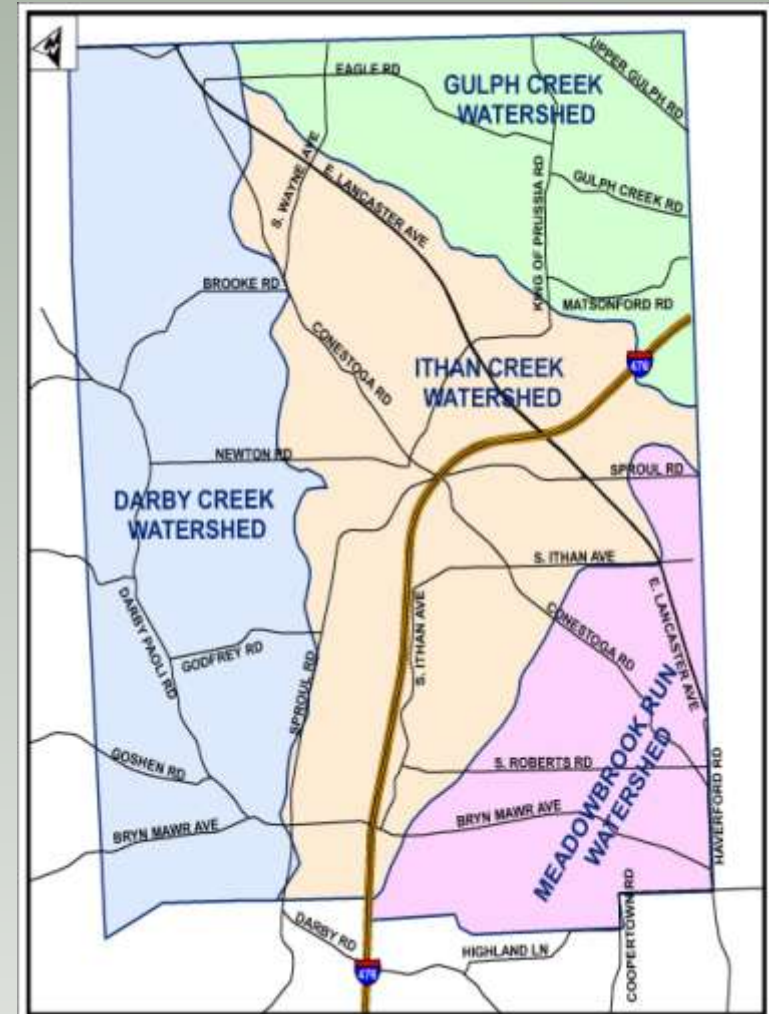 EAGLE RD
UPPER GULPH RD
GULPH CREEK
WATERSHED
S. WAYNE AVE
E. LANCASTER AVE
KING OF PRUSSIA RD
GULPH CREEK RD
BROOKE RD
MATSONFORD RD
CONESTOGA RD
ITHAN CREEK
WATERSHED
476
NEWTON RD
SPROUL RD
DARBY CREEK
WATERSHED
S. ITHAN AVE
DARBY PAOLI RD
GODFREY RD
SPROUL RD
S. ITHAN AVE
CONESTOGA RD
E. LANCASTER AVE
GOSHEN RD
S. ROBERTS RD
MEADOWBROOK RUN
WATERSHED
HAVERFORD RD
BRYN MAWR AVE
BRYN MAWR AVE
DARBY RD
HIGHLAND LN
COOPERTOWN RD
476